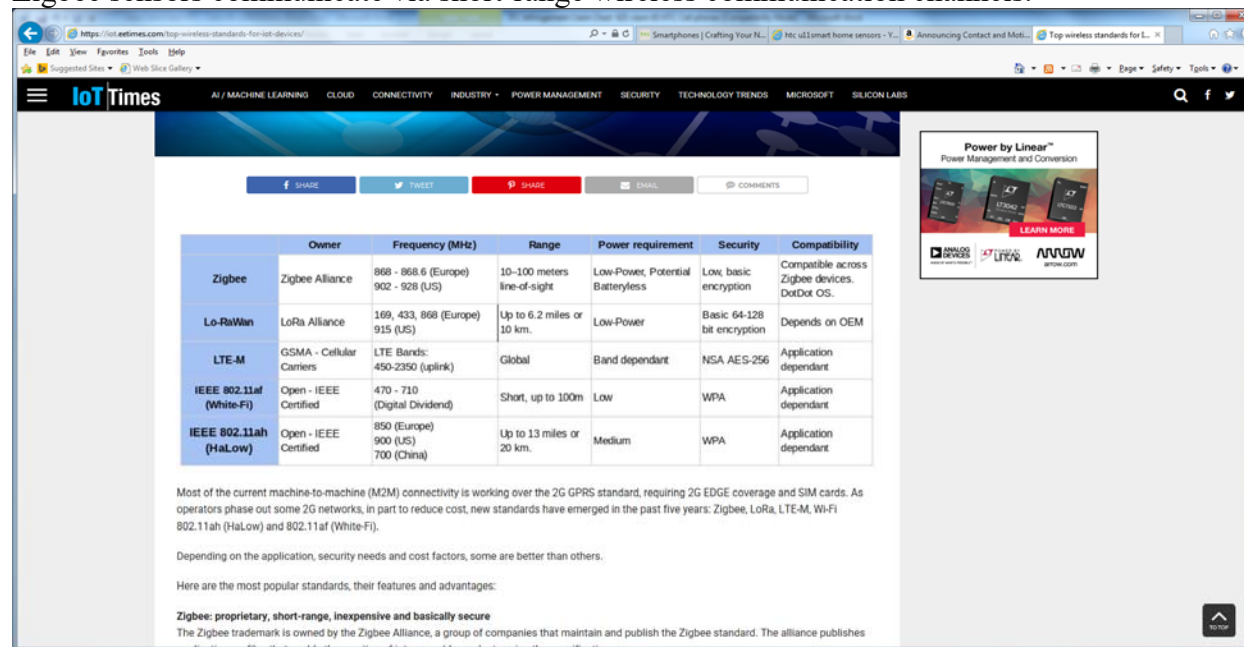 Zigbee sensors communicate via short-range wireless communication channels.
https://iot.eetimes.com/top-wireless-standards-for-iot-devices/
Smartphones | Crafting Your N...
htc u11smart home sensors - Y...
Announcing Contact and Moti...
Top wireless standards for I...
File Edit View Favorites Tools Help
Suggested Sites Web Slice Gallery
Page Safety Tools
IoT Times
AI / MACHINE LEARNING CLOUD CONNECTIVITY INDUSTRY POWER MANAGEMENT SECURITY TECHNOLOGY TRENDS MICROSOFT SILICON LABS
SHARE TWEET SHARE EMAIL COMMENTS
Power by Linear™
Power Management and Conversion
LT3042
LEARN MORE
ANALOG DEVICES
LINEAR
ARROW
arrow.com
Owner Frequency (MHz) Range Power requirement Security Compatibility
Zigbee
Zigbee Alliance
868 - 868.6 (Europe)
902 - 928 (US)
10–100 meters
line-of-sight
Low-Power, Potential
Batteryless
Low, basic
encryption
Compatible across
Zigbee devices.
DotDot OS.
Lo-RaWan
LoRa Alliance
169, 433, 868 (Europe)
915 (US)
Up to 6.2 miles or
10 km.
Low-Power
Basic 64-128
bit encryption
Depends on OEM
LTE-M
GSMA - Cellular
Carriers
LTE Bands:
450-2350 (uplink)
Global
Band dependant
NSA AES-256
Application
dependant
IEEE 802.11af
(White-Fi)
Open - IEEE
Certified
470 - 710
(Digital Dividend)
Short, up to 100m
Low
WPA
Application
dependant
IEEE 802.11ah
(HaLow)
Open - IEEE
Certified
850 (Europe)
900 (US)
700 (China)
Up to 13 miles or
20 km.
Medium
WPA
Application
dependant
Most of the current machine-to-machine (M2M) connectivity is working over the 2G GPRS standard, requiring 2G EDGE coverage and SIM cards. As
operators phase out some 2G networks, in part to reduce cost, new standards have emerged in the past five years: Zigbee, LoRa, LTE-M, Wi-Fi
802.11ah (HaLow) and 802.11af (White-Fi).
Depending on the application, security needs and cost factors, some are better than others.
Here are the most popular standards, their features and advantages:
Zigbee: proprietary, short-range, inexpensive and basically secure
The Zigbee trademark is owned by the Zigbee Alliance, a group of companies that maintain and publish the Zigbee standard. The alliance publishes
TO TOP